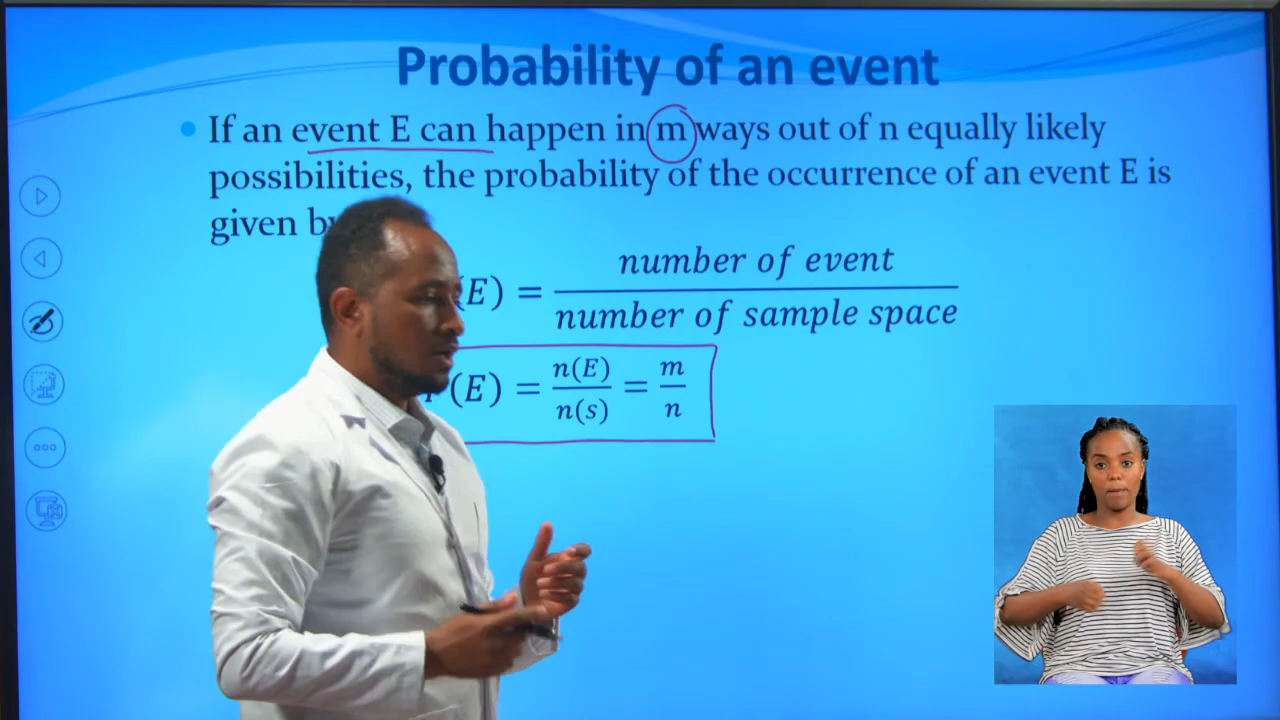 Probability of an event
If an event E can happen in m ways out of n equally likely
possibilities, the probability of the occurrence of an event E is
given by
(E) = number of event
number of sample space
(E) = n(E)/n(s) = m/n